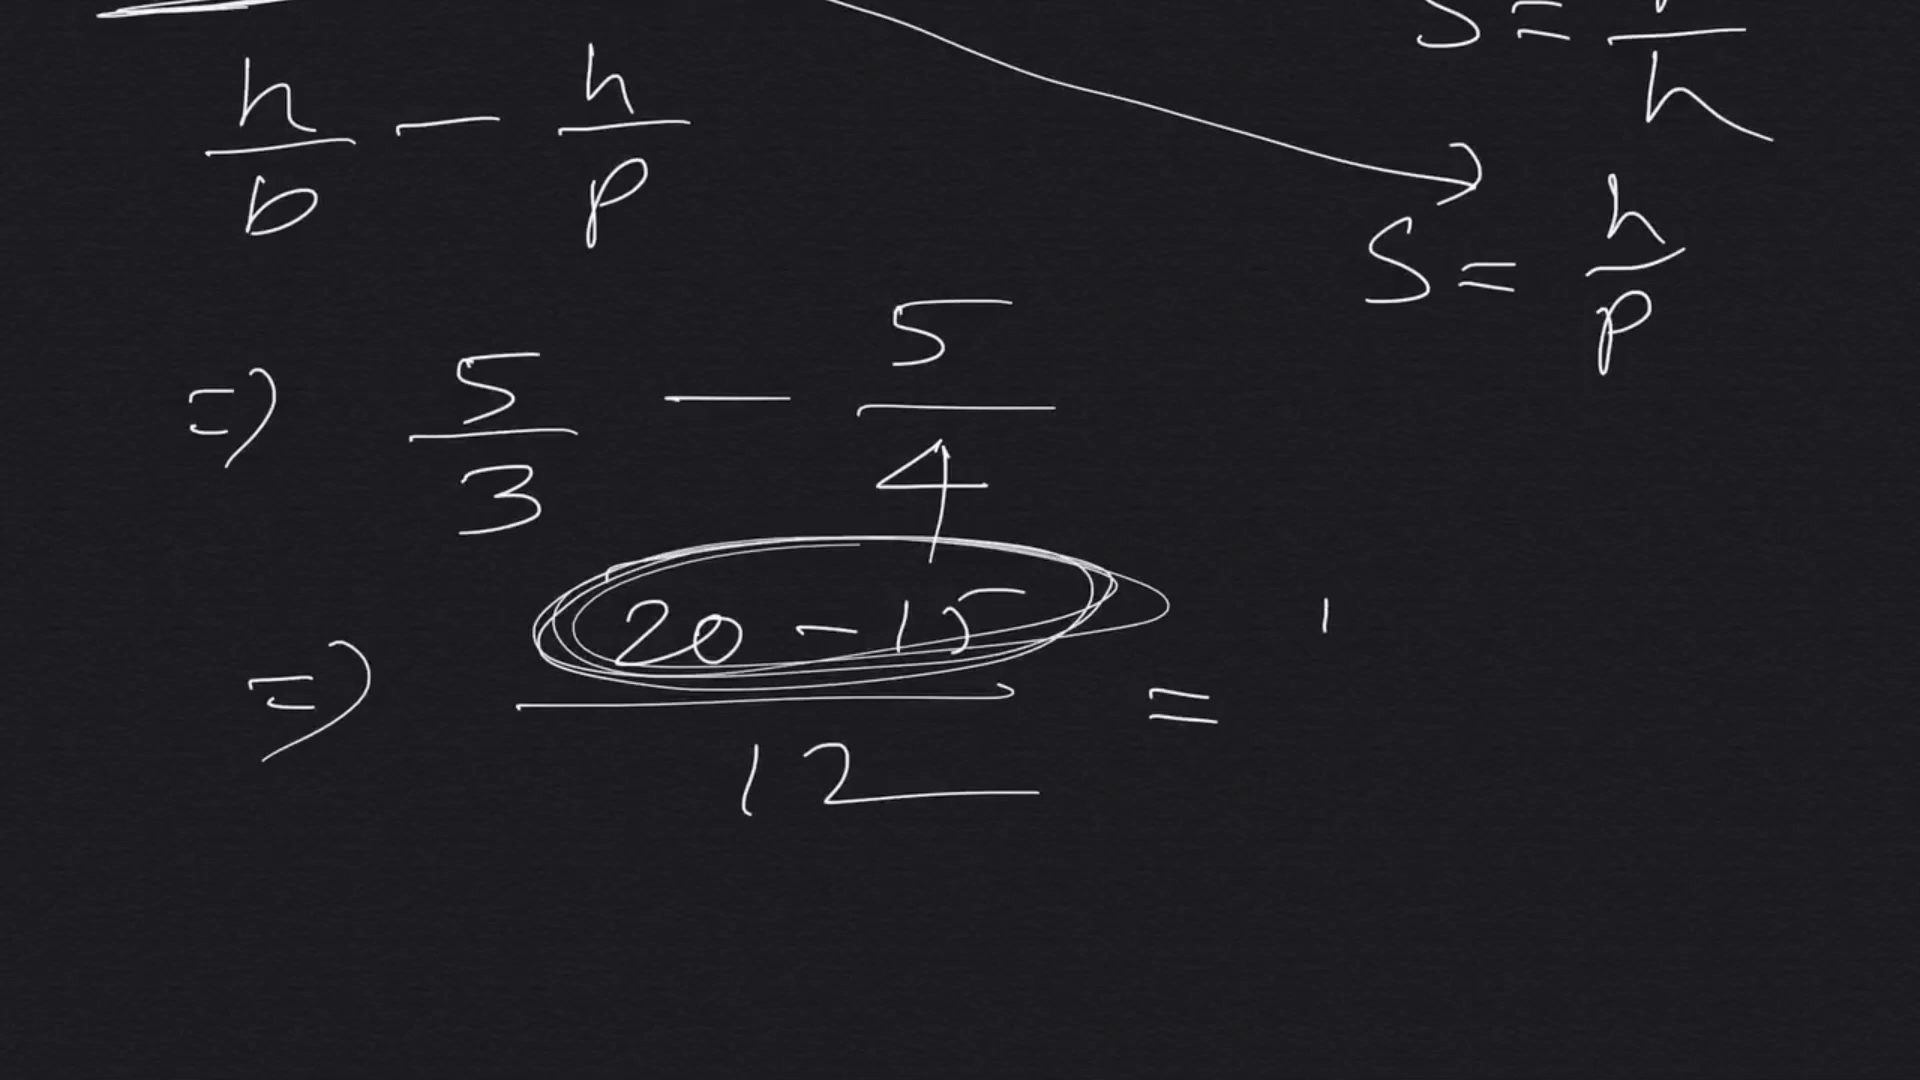 S = — / h
h/b - h/p
S = h/p
=> 5/3 - 5/4
=> 20 - 15 / 12 =